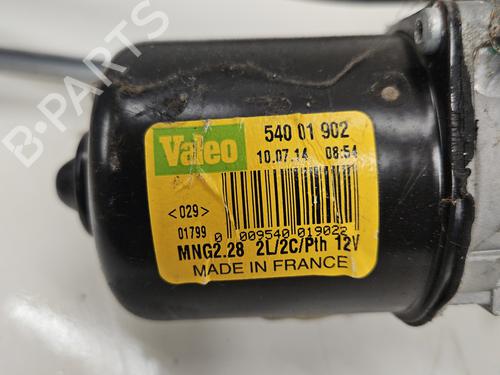 Valeo
540 01 902
10.07.14 08:54
<029>
01799
0 009540 019022
MNG2.28 2L/2C/Pth 12V
MADE IN FRANCE
B-PARTS